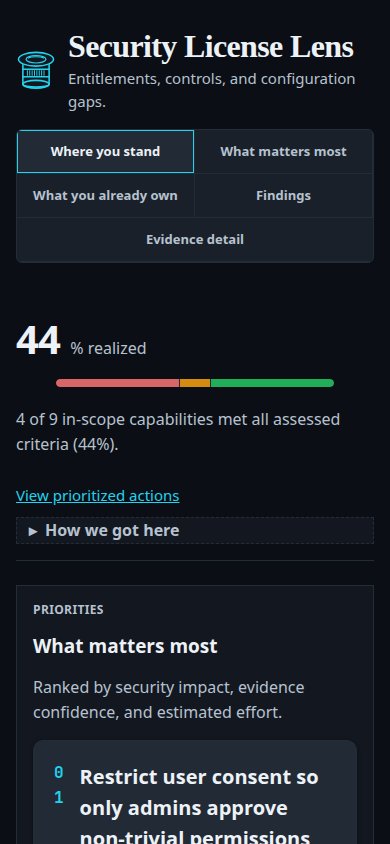 Security License Lens
Entitlements, controls, and configuration
gaps.
Where you stand
What matters most
What you already own
Findings
Evidence detail
44 % realized
4 of 9 in-scope capabilities met all assessed
criteria (44%).
View prioritized actions
▶ How we got here
PRIORITIES
What matters most
Ranked by security impact, evidence
confidence, and estimated effort.
01
Restrict user consent so
only admins approve
non-trivial permissions